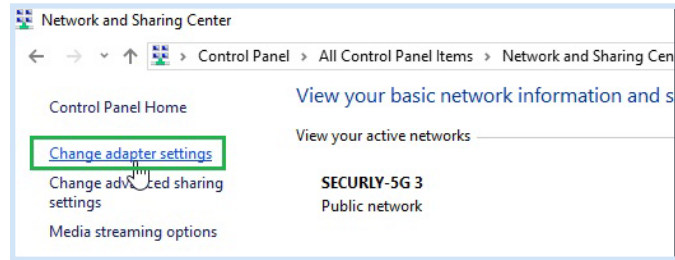 Network and Sharing Center
Control Panel > All Control Panel Items > Network and Sharing Cen
Control Panel Home
View your basic network information and s
Change adapter settings
View your active networks
Change advanced sharing
settings
SECURLY-5G 3
Public network
Media streaming options